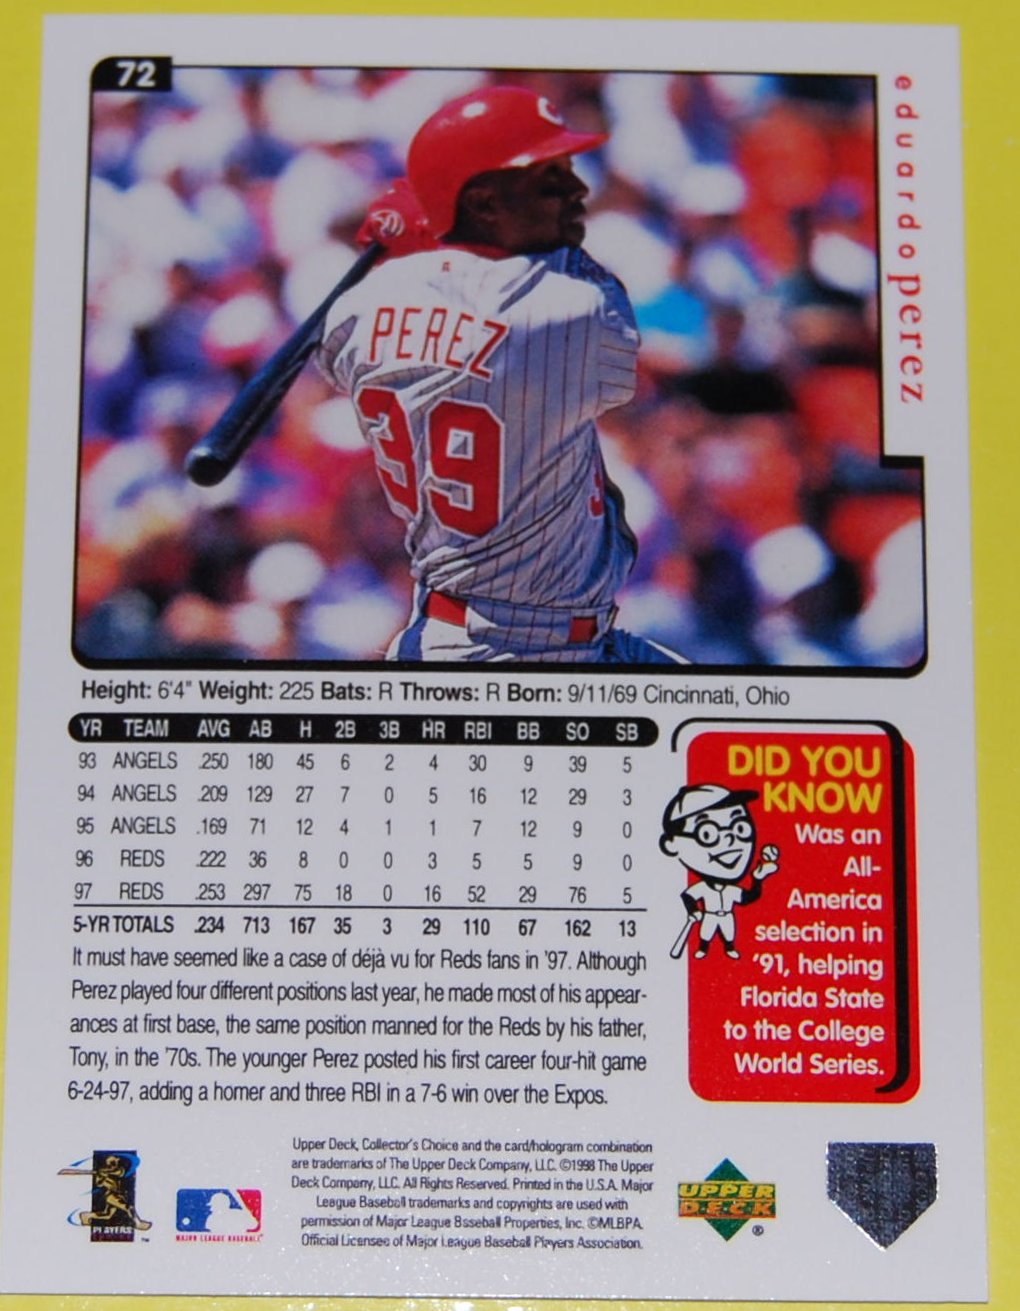 72
eduardo perez
PEREZ
39
Height: 6'4" Weight: 225 Bats: R Throws: R Born: 9/11/69 Cincinnati, Ohio
YR TEAM AVG AB H 2B 3B HR RBI BB SO SB
93 ANGELS .250 180 45 6 2 4 30 9 39 5
94 ANGELS .209 129 27 7 0 5 16 12 29 3
95 ANGELS .169 71 12 4 1 1 7 12 9 0
96 REDS .222 36 8 0 0 3 5 5 9 0
97 REDS .253 297 75 18 0 16 52 29 76 5
5-YR TOTALS .234 713 167 35 3 29 110 67 162 13
It must have seemed like a case of déjà vu for Reds fans in '97. Although
Perez played four different positions last year, he made most of his appear-
ances at first base, the same position manned for the Reds by his father,
Tony, in the '70s. The younger Perez posted his first career four-hit game
6-24-97, adding a homer and three RBI in a 7-6 win over the Expos.
DID YOU
KNOW
Was an
All-
America
selection in
'91, helping
Florida State
to the College
World Series.
Upper Deck, Collector's Choice and the card/hologram combination
are trademarks of The Upper Deck Company, LLC. ©1998 The Upper
Deck Company, LLC. All Rights Reserved. Printed in the U.S.A. Major
League Baseball trademarks and copyrights are used with
permission of Major League Baseball Properties, Inc. ©MLBPA
Official Licensee of Major League Baseball Players Association.
PLAYERS
™
MAJOR LEAGUE BASEBALL
UPPER
DECK
®